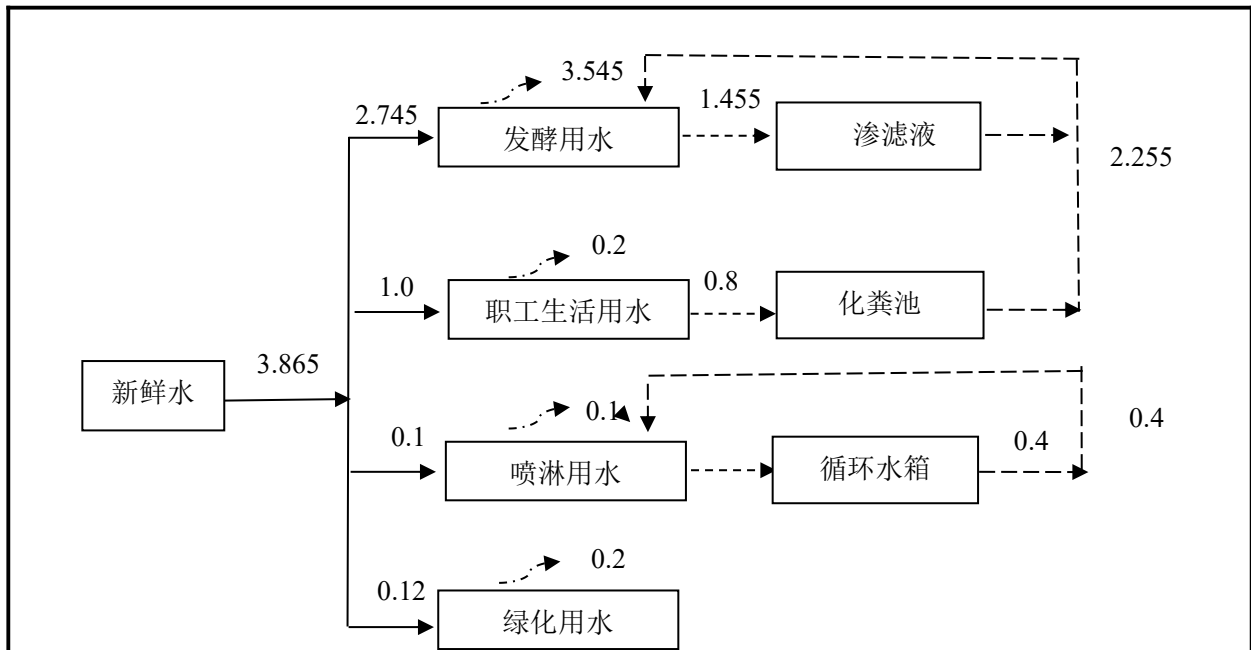 3.545
2.745
1.455
发酵用水
渗滤液
2.255
0.2
1.0
0.8
职工生活用水
化粪池
3.865
新鲜水
0.1
0.1
0.4
0.4
喷淋用水
循环水箱
0.2
0.12
绿化用水